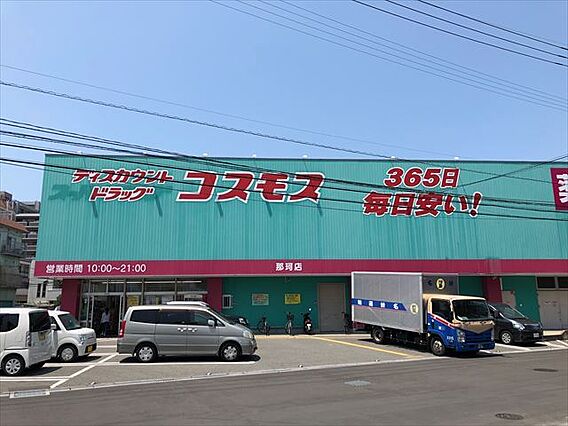 ディスカウント
ドラッグ
コスモス
365日
毎日安い!
薬
営業時間 10:00～21:00
那珂店